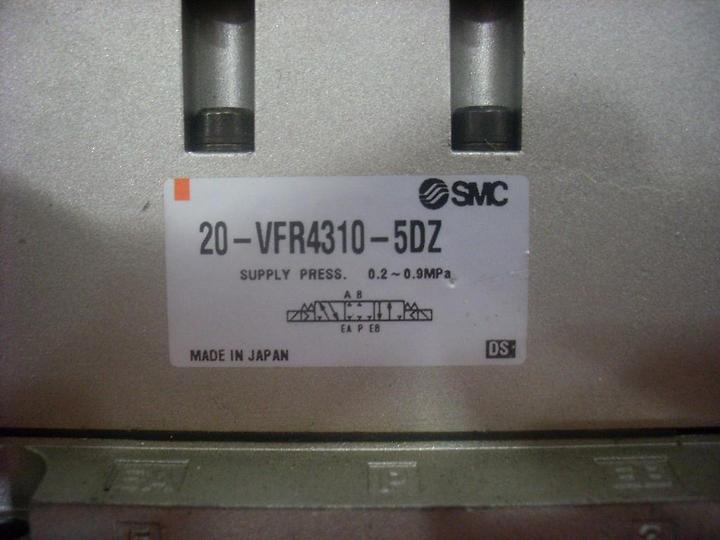 SMC
20-VFR4310-5DZ
SUPPLY PRESS. 0.2~0.9MPa
A B
EA P EB
MADE IN JAPAN
DS
EA P EB